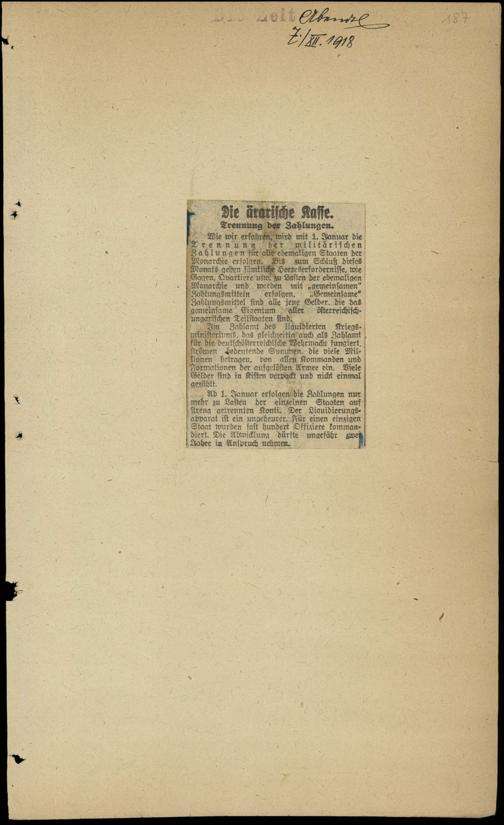 Die Zeit
Abendbl
7./XII. 1918
187
Die ärarische Kasse.
Trennung der Zahlungen.
Wie wir erfahren, wird mit 1. Januar die
Trennung der militärischen
Zahlungen für alle ehemaligen Staaten der
Monarchie erfolgen. Bis zum Schluß dieses
Monats gehen sämtliche Heereserfordernisse, wie
Gagen, Quartiere usw. zu Lasten der ehemaligen
Monarchie und werden mit „gemeinsamen“
Zahlungsmitteln erfolgen. „Gemeinsame“
Zahlungsmittel sind alle jene Gelder, die das
gemeinsame Eigentum aller österreichisch-
ungarischen Teilstaaten sind.
Im Zahlamt des liquidierten Kriegs-
ministeriums, das gleichzeitig auch als Zahlamt
für die deutschösterreichische Wehrmacht fungiert,
strömen bedeutende Summen, die viele Mil-
lionen betragen, von allen Kommanden und
Formationen der aufgelösten Armee ein. Viele
Gelder sind in Kisten verpackt und nicht einmal
gezählt.
Ab 1. Januar erfolgen die Zahlungen nur
mehr zu Lasten der einzelnen Staaten auf
streng getrennten Konti. Der Liquidierungs-
apparat ist ein ungeheurer. Für einen einzigen
Staat wurden fast hundert Offiziere komman-
diert. Die Abwicklung dürfte ungefähr zwei
Jahre in Anspruch nehmen.